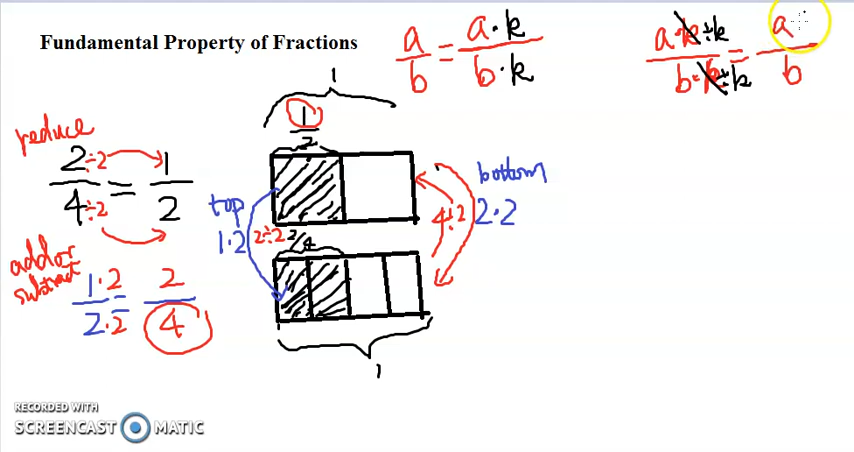 Fundamental Property of Fractions
a/b = a·k/b·k
a·k÷k/b·k÷k = a/b
1
1/2
reduce
2÷2/4÷2 = 1/2
top
1·2
2÷2
2/4
4÷2
bottom
2·2
add or
subtract
1·2/2·2 = 2/4
1
RECORDED WITH
SCREENCAST MATIC